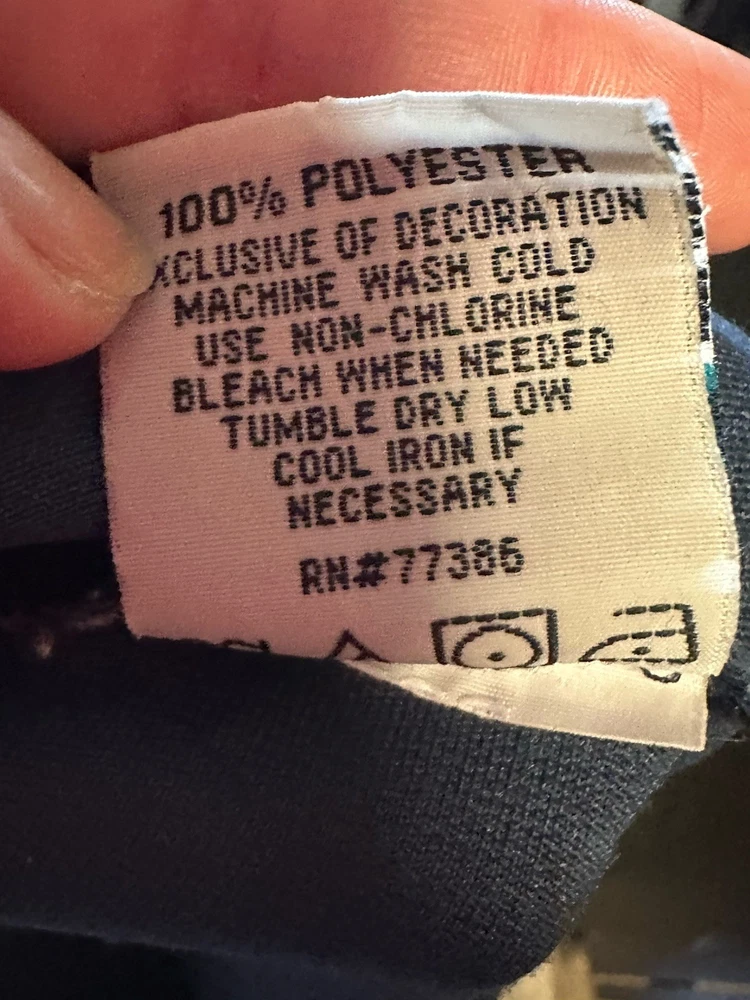 100% POLYESTER
XCLUSIVE OF DECORATION
MACHINE WASH COLD
USE NON-CHLORINE
BLEACH WHEN NEEDED
TUMBLE DRY LOW
COOL IRON IF
NECESSARY
RN#77386